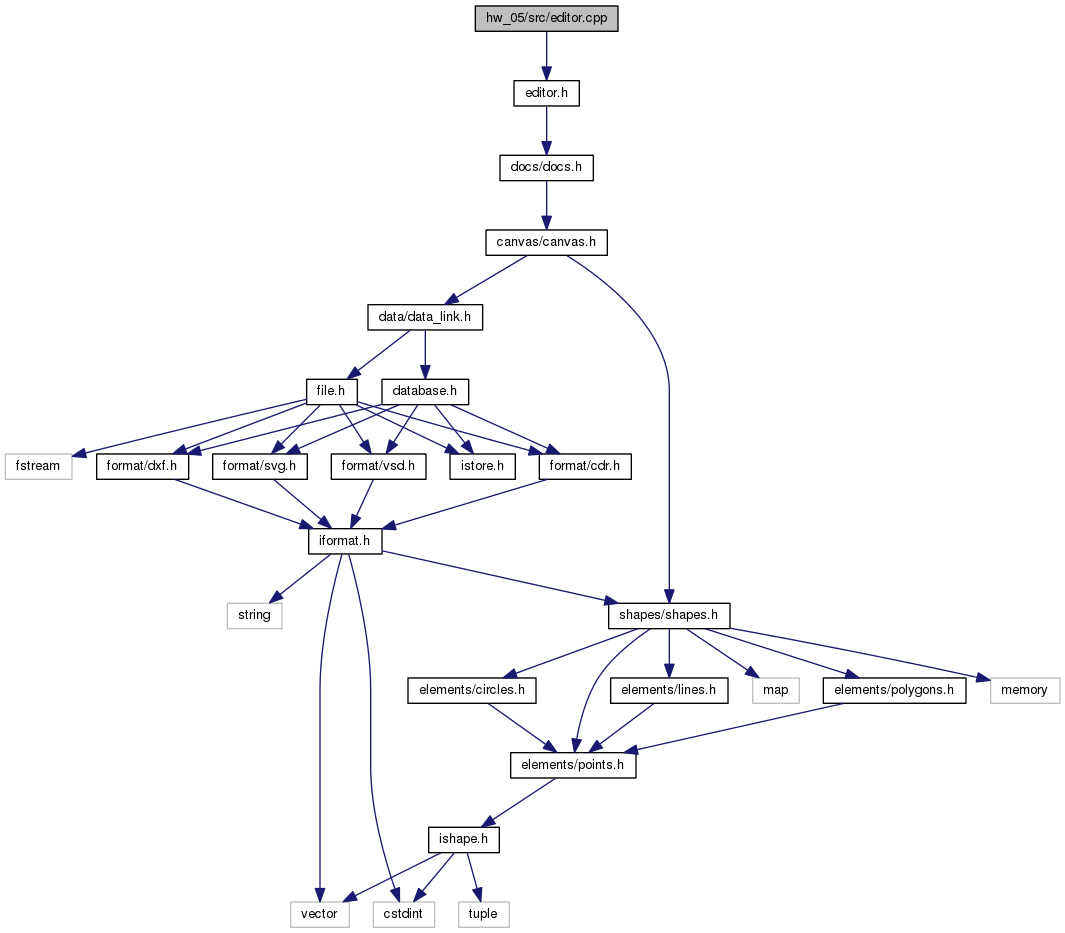 hw_05/src/editor.cpp
editor.h
docs/docs.h
canvas/canvas.h
data/data_link.h
file.h
database.h
fstream
format/dxf.h
format/svg.h
format/vsd.h
istore.h
format/cdr.h
iformat.h
string
shapes/shapes.h
elements/circles.h
elements/lines.h
map
elements/polygons.h
memory
elements/points.h
ishape.h
vector
cstdint
tuple